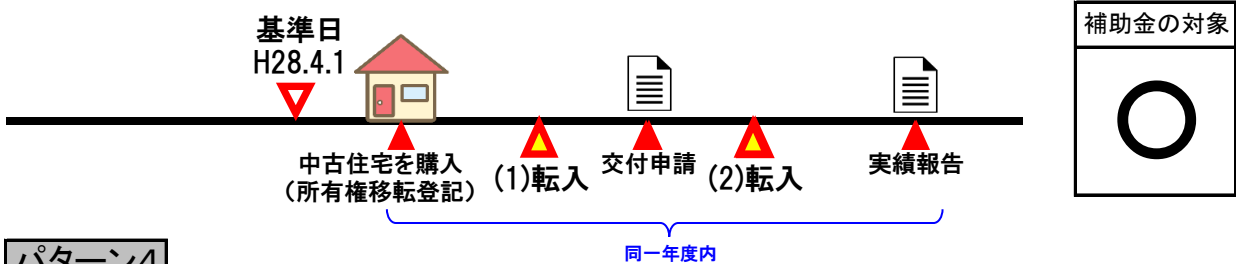 補助金の対象
基準日
H28.4.1
中古住宅を購入
（所有権移転登記）
(1)転入
交付申請
(2)転入
実績報告
同一年度内
パターン4